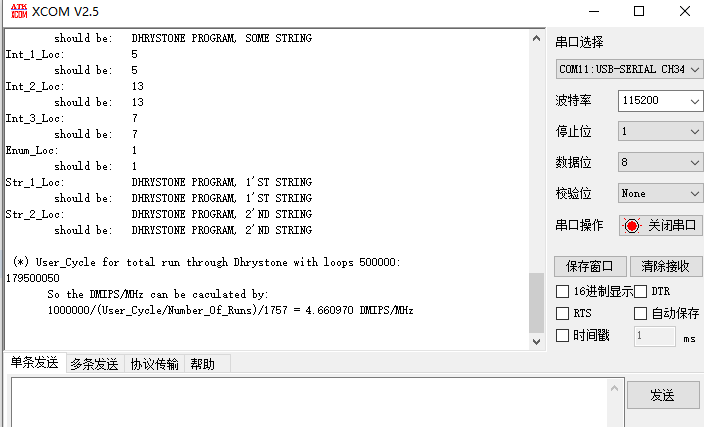 ATK
XCOM
XCOM V2.5
should be: DHRYSTONE PROGRAM, SOME STRING
Int_1_Loc: 5
should be: 5
Int_2_Loc: 13
should be: 13
Int_3_Loc: 7
should be: 7
Enum_Loc: 1
should be: 1
Str_1_Loc: DHRYSTONE PROGRAM, 1'ST STRING
should be: DHRYSTONE PROGRAM, 1'ST STRING
Str_2_Loc: DHRYSTONE PROGRAM, 2'ND STRING
should be: DHRYSTONE PROGRAM, 2'ND STRING
(*) User_Cycle for total run through Dhrystone with loops 500000:
179500050
So the DMIPS/MHz can be caculated by:
1000000/(User_Cycle/Number_Of_Runs)/1757 = 4.660970 DMIPS/MHz
串口选择
COM11:USB-SERIAL CH34
波特率 115200
停止位 1
数据位 8
校验位 None
串口操作 关闭串口
保存窗口 清除接收
16进制显示 DTR
RTS 自动保存
时间戳 1 ms
单条发送 多条发送 协议传输 帮助
发送